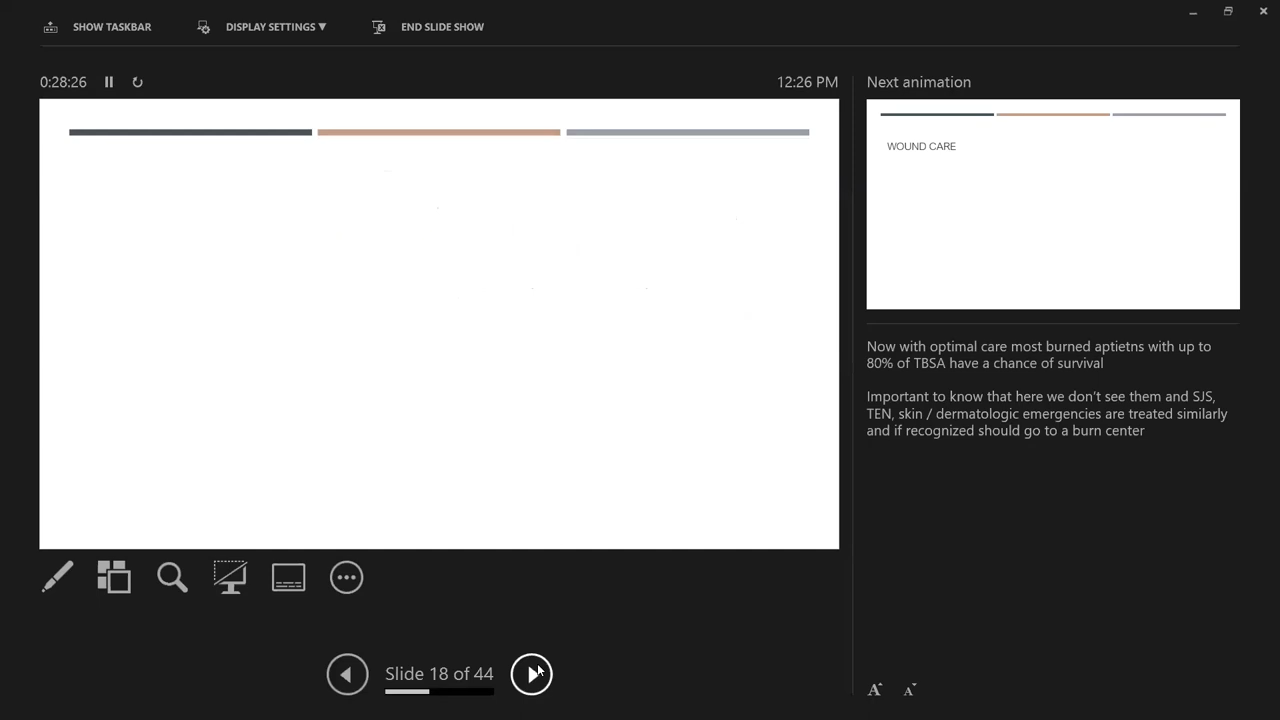 SHOW TASKBAR
DISPLAY SETTINGS ▼
END SLIDE SHOW
0:28:26
12:26 PM
Next animation
WOUND CARE
Now with optimal care most burned aptietns with up to
80% of TBSA have a chance of survival
Important to know that here we don't see them and SJS,
TEN, skin / dermatologic emergencies are treated similarly
and if recognized should go to a burn center
Slide 18 of 44
A A